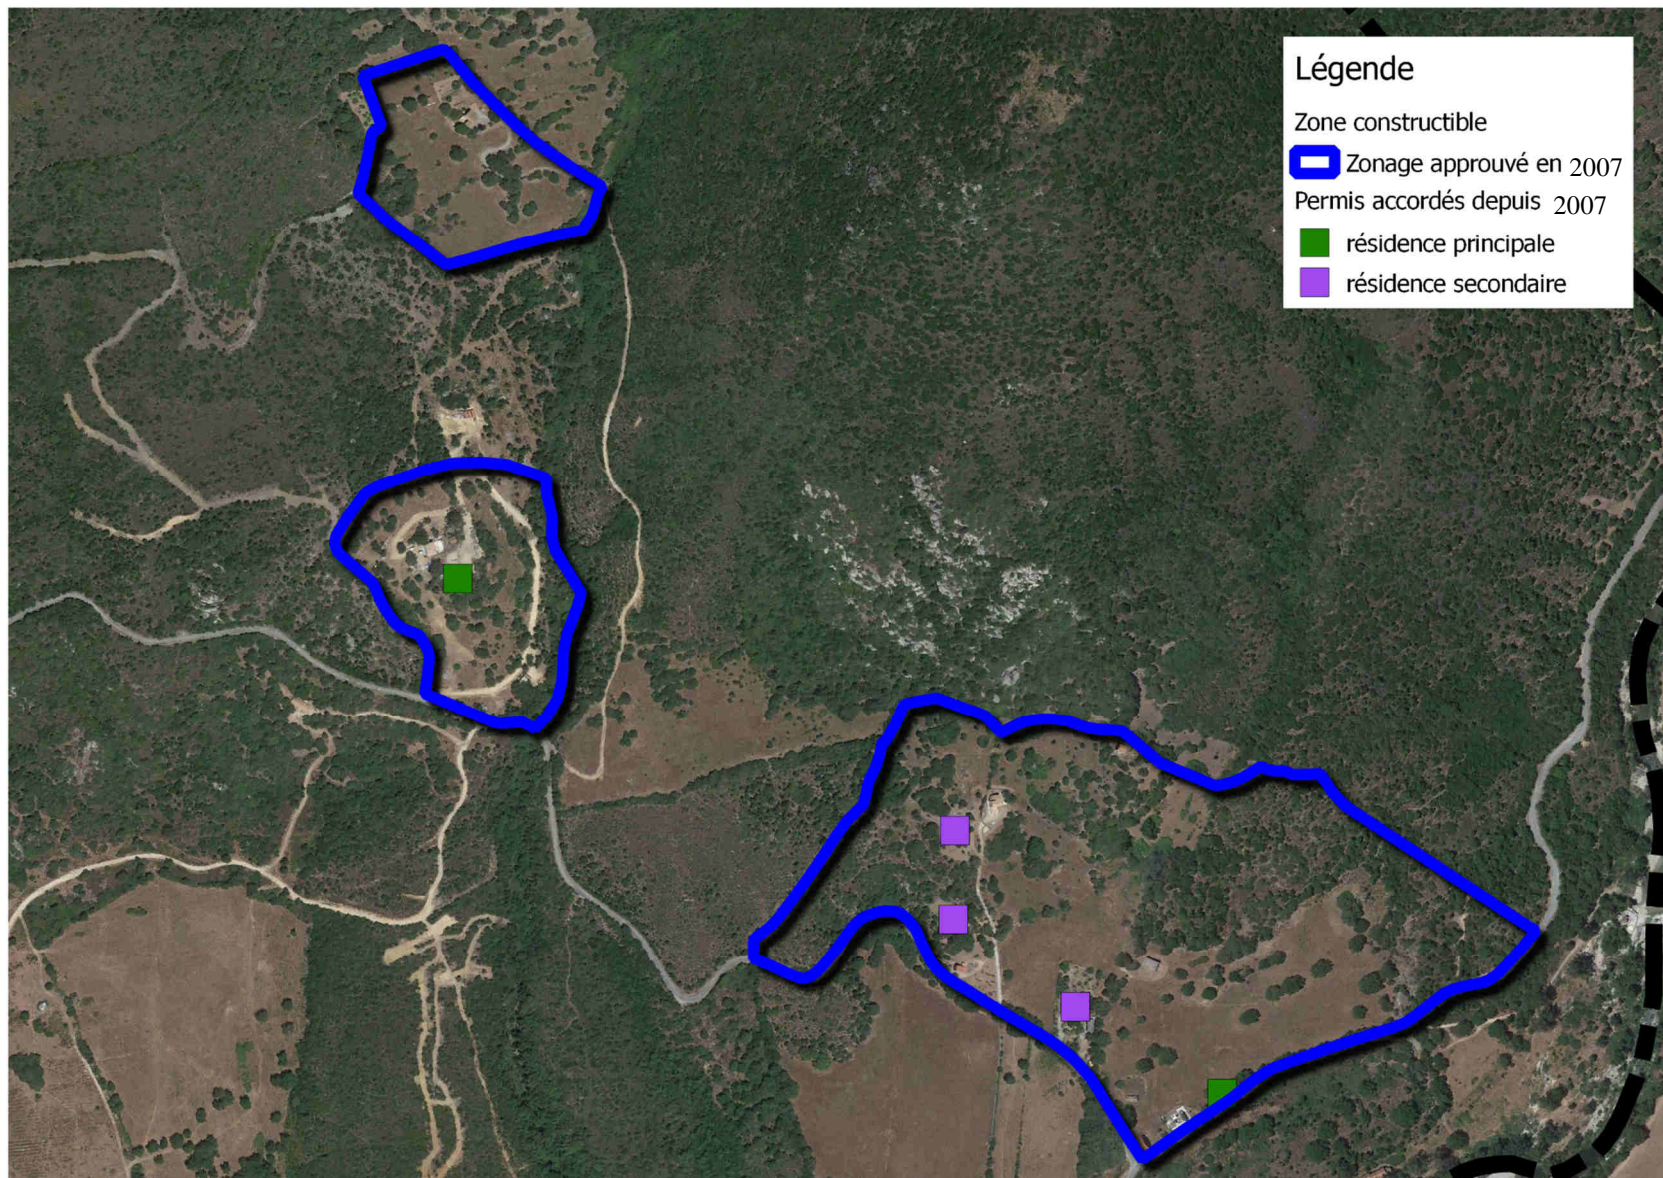 Légende
Zone constructible
Zonage approuvé en 2007
Permis accordés depuis 2007
résidence principale
résidence secondaire